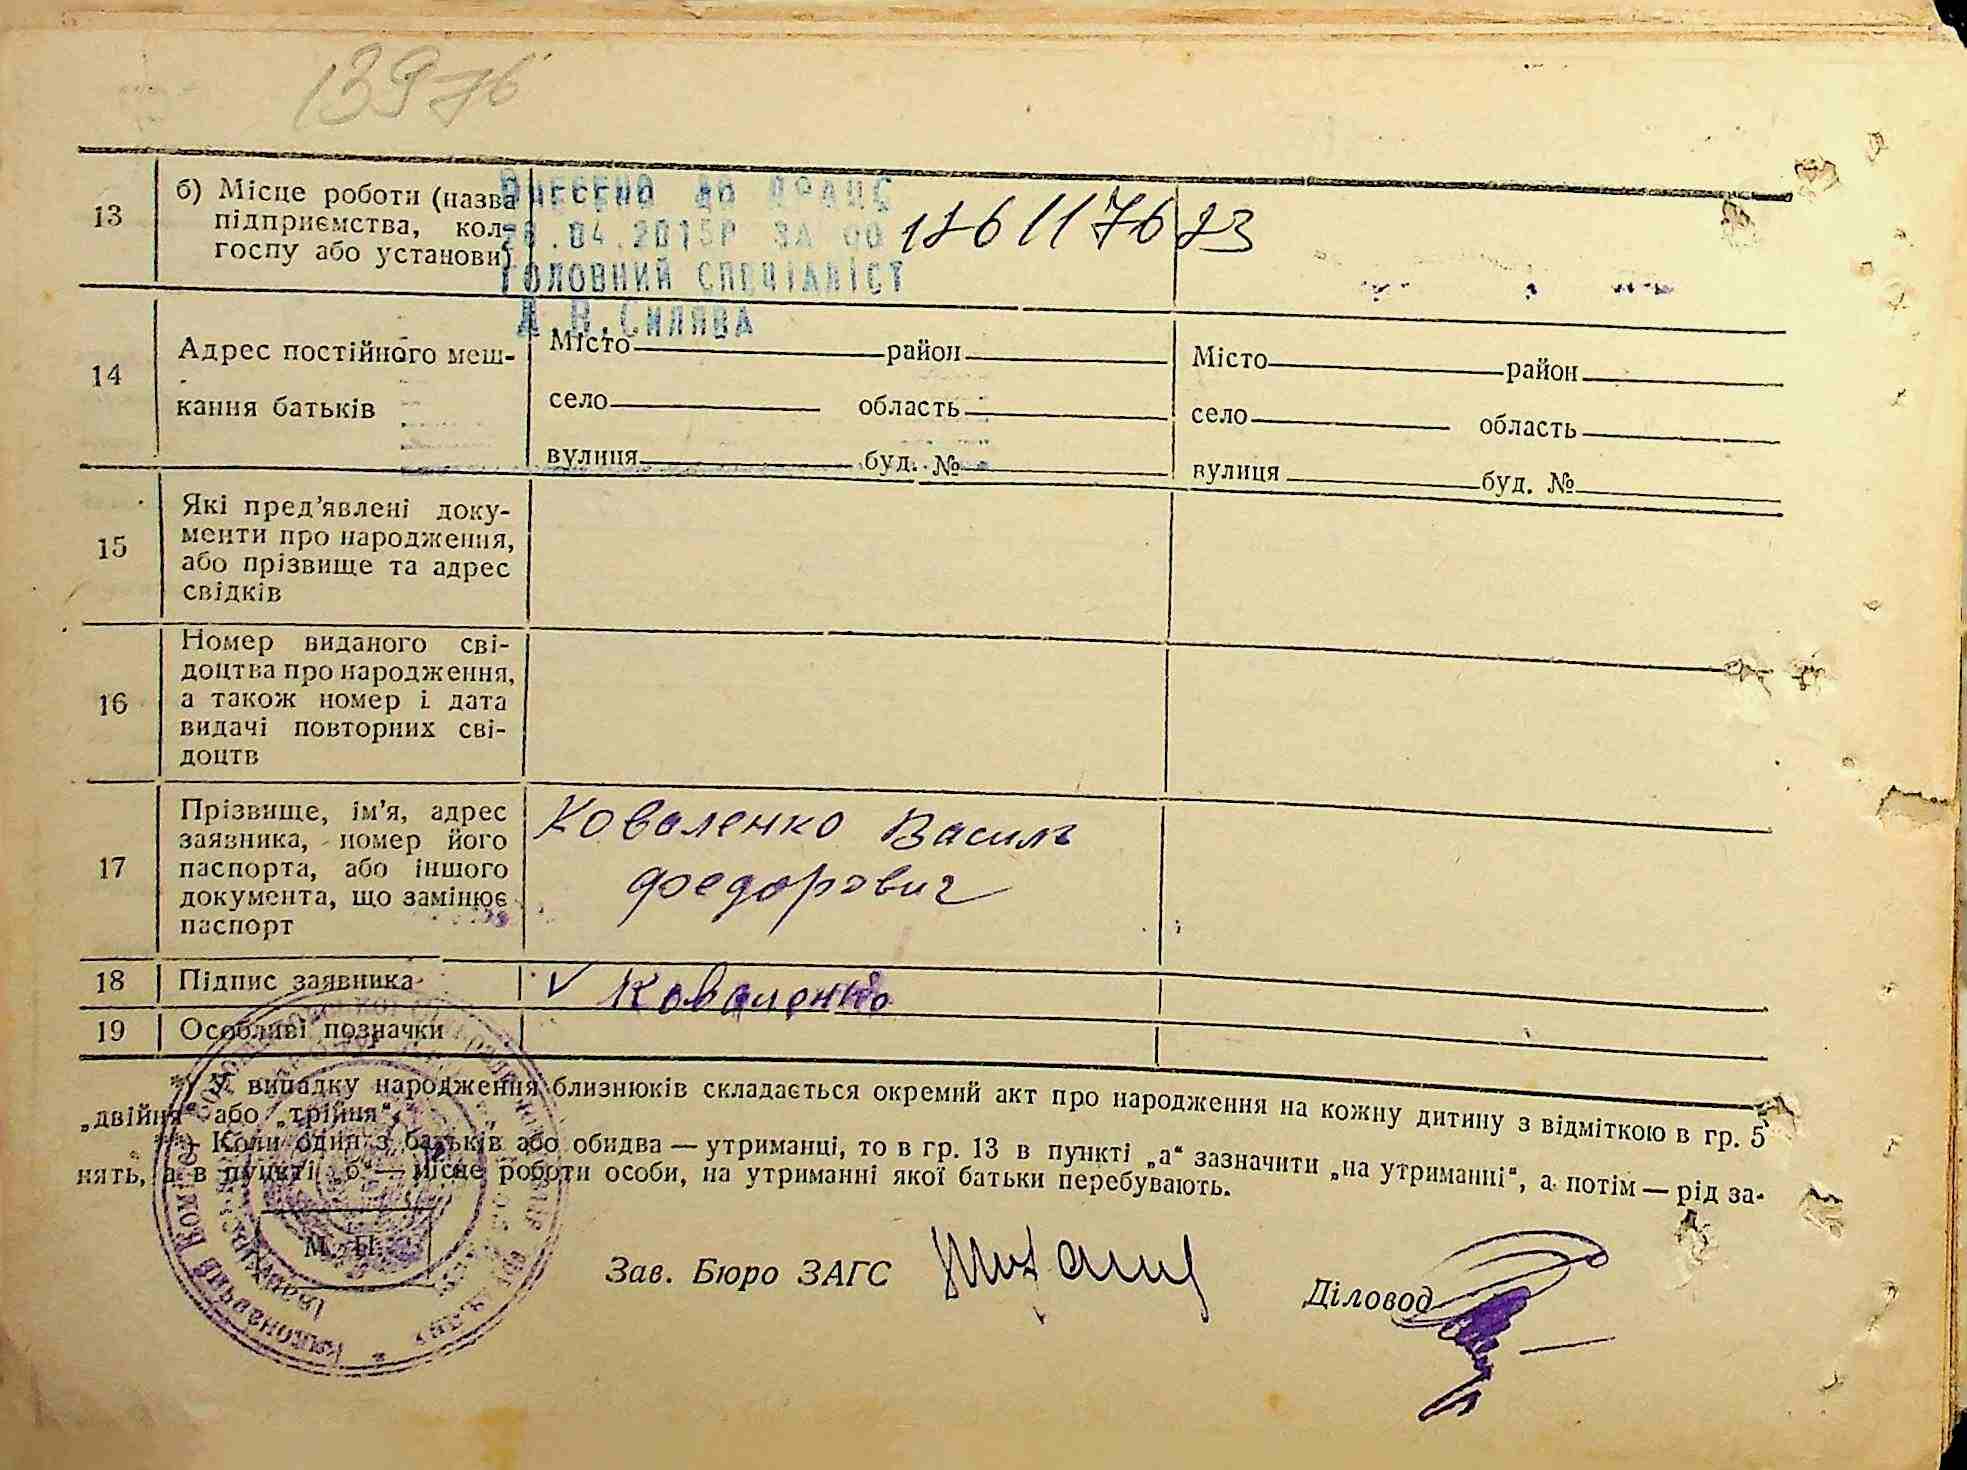 13976
13
б) Місце роботи (назва
підприємства, кол-
госпу або установи)
ВНЕСЕНО ДО ДРАЦС
28.04.2015Р ЗА 00
126117623
ГОЛОВНИЙ СПЕЦІАЛІСТ
А.В.СИЛЯВА
14
Адрес постійного меш-
кання батьків
Місто район
село область
вулиця буд. №
Місто район
село область
вулиця буд. №
15
Які пред'явлені доку-
менти про народження,
або прізвище та адрес
свідків
16
Номер виданого сві-
доцтва про народження,
а також номер і дата
видачі повторних сві-
доцтв
17
Прізвище, ім'я, адрес
заявника, номер його
паспорта, або іншого
документа, що замінює
паспорт
Коваленко Василь
Федорович
18
Підпис заявника
V Коваленко
19
Особливі позначки
*) У випадку народження близнюків складається окремий акт про народження на кожну дитину з відміткою в гр. 5
„двійня“ або „трійня“.
**) Коли один з батьків або обидва — утриманці, то в гр. 13 в пункті „а“ зазначити „на утриманні“, а потім — рід за-
нять, а в пункті „б“ — місце роботи особи, на утриманні якої батьки перебувають.
М. П.
Зав. Бюро ЗАГС
Діловод